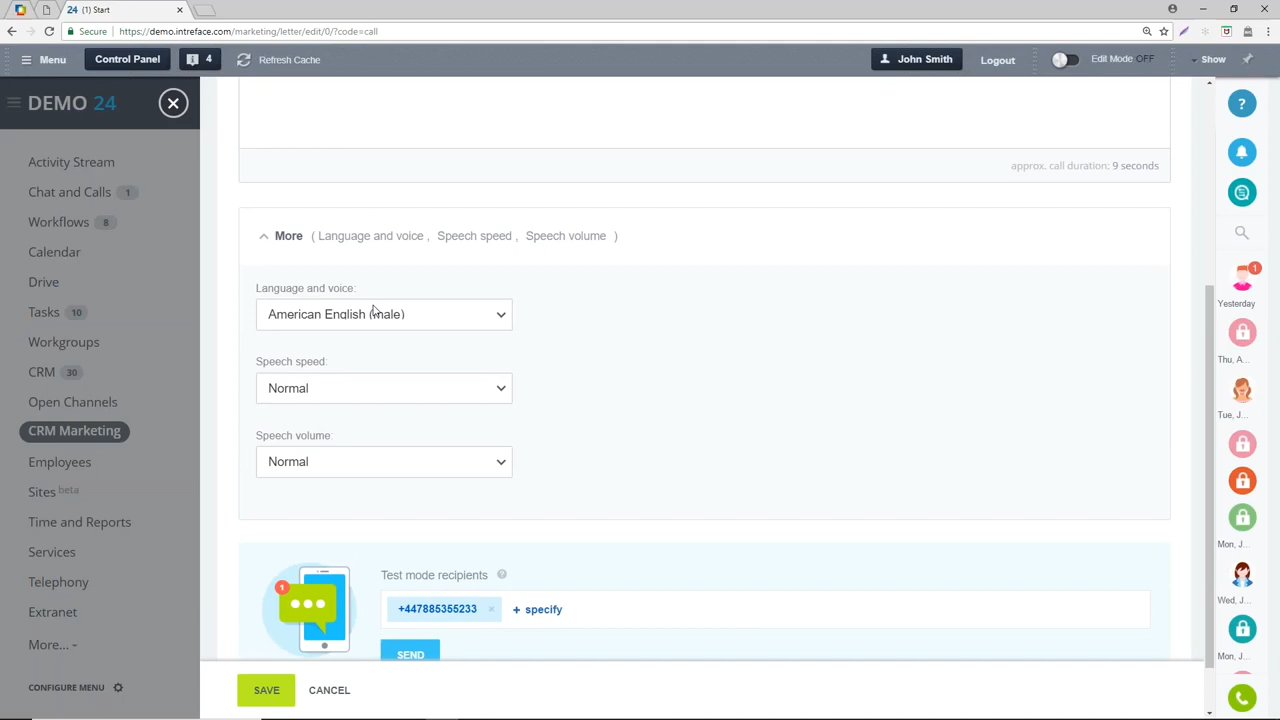 24 (1) Start
Secure | https://demo.intreface.com/marketing/letter/edit/0/?code=call
Menu Control Panel 4 Refresh Cache John Smith Logout Edit Mode OFF Show
DEMO 24
Activity Stream
Chat and Calls 1
Workflows 8
Calendar
Drive
Tasks 10
Workgroups
CRM 30
Open Channels
CRM Marketing
Employees
Sites beta
Time and Reports
Services
Telephony
Extranet
More...
CONFIGURE MENU
approx. call duration: 9 seconds
More ( Language and voice , Speech speed , Speech volume )
Language and voice:
American English (male)
Speech speed:
Normal
Speech volume:
Normal
1
Test mode recipients ?
+447885355233 × + specify
SEND
SAVE CANCEL
?
1
Yesterday
Thu, A...
Tue, J...
Mon, J...
Wed, J...
Mon, J...